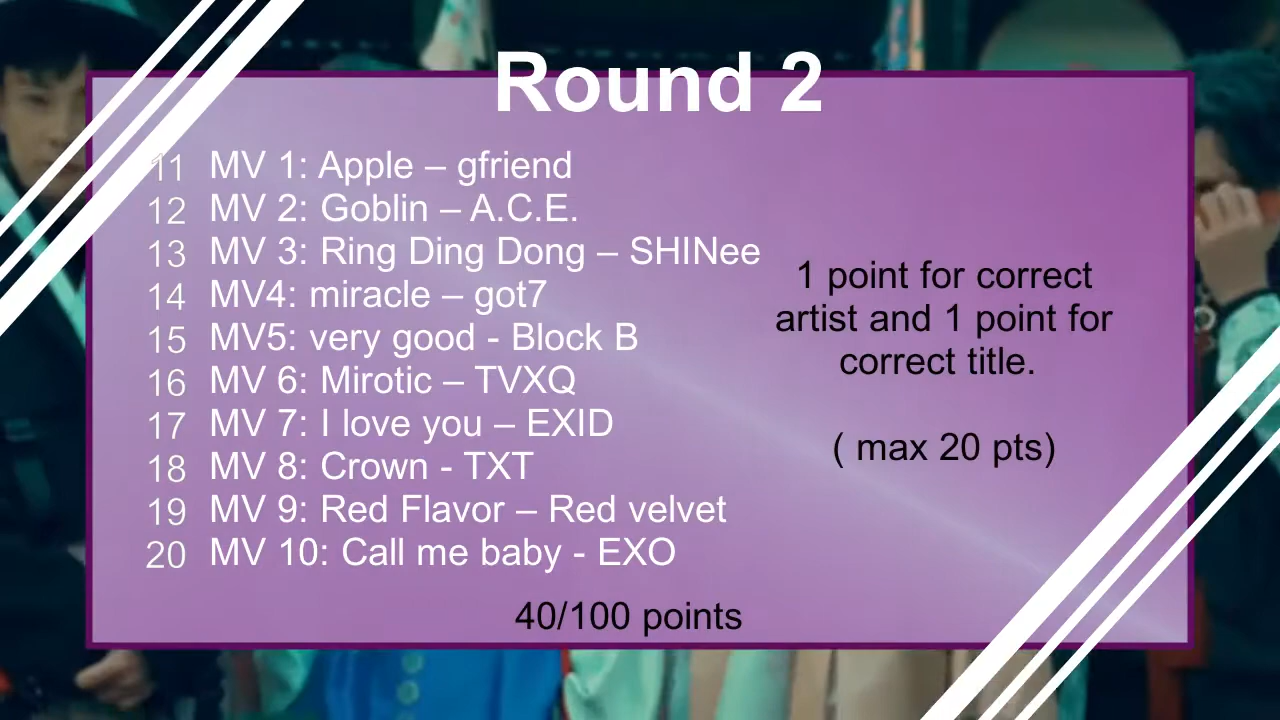 Round 2
11 MV 1: Apple – gfriend
12 MV 2: Goblin – A.C.E.
13 MV 3: Ring Ding Dong – SHINee
14 MV4: miracle – got7
15 MV5: very good - Block B
16 MV 6: Mirotic – TVXQ
17 MV 7: I love you – EXID
18 MV 8: Crown - TXT
19 MV 9: Red Flavor – Red velvet
20 MV 10: Call me baby - EXO
1 point for correct
artist and 1 point for
correct title.
( max 20 pts)
40/100 points